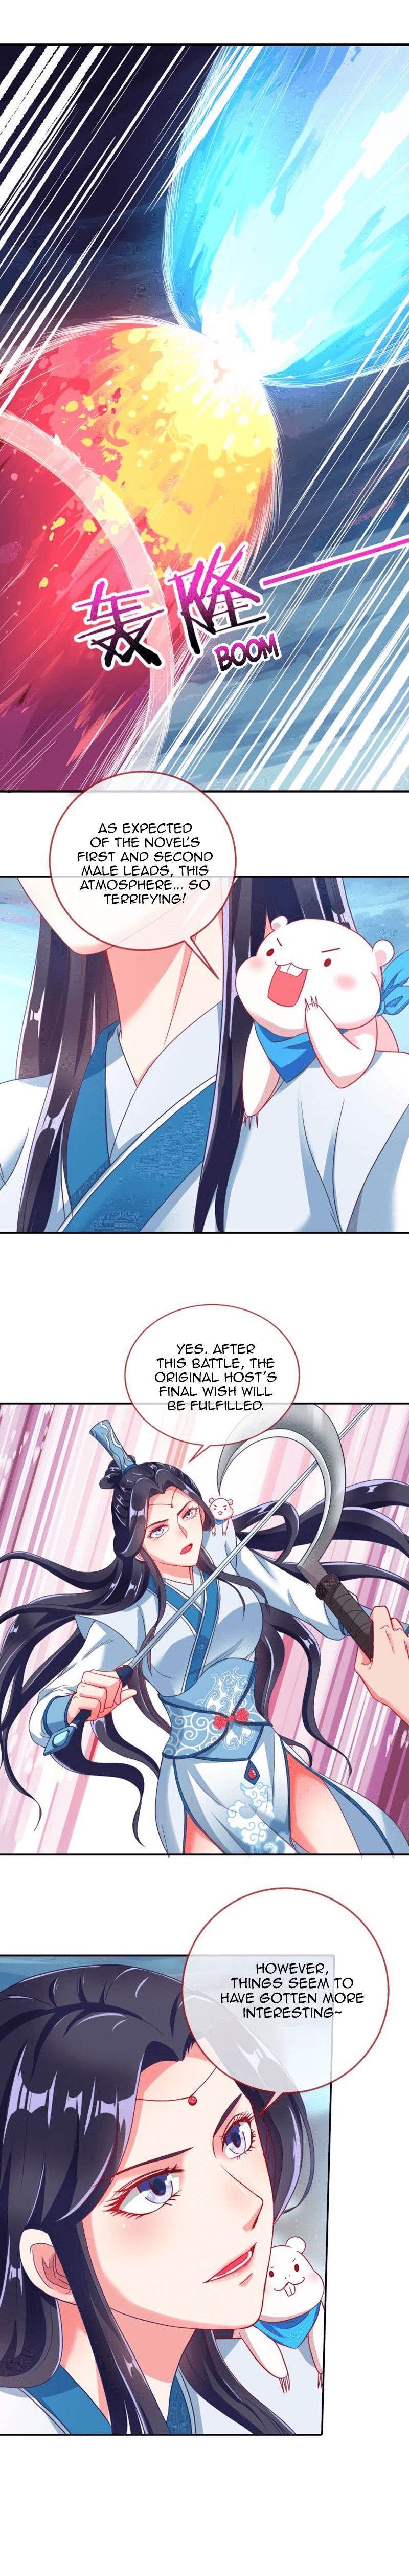 轰隆
BOOM
AS EXPECTED
OF THE NOVEL'S
FIRST AND SECOND
MALE LEADS, THIS
ATMOSPHERE... SO
TERRIFYING!
YES. AFTER
THIS BATTLE, THE
ORIGINAL HOST'S
FINAL WISH WILL
BE FULFILLED.
HOWEVER,
THINGS SEEM TO
HAVE GOTTEN MORE
INTERESTING~